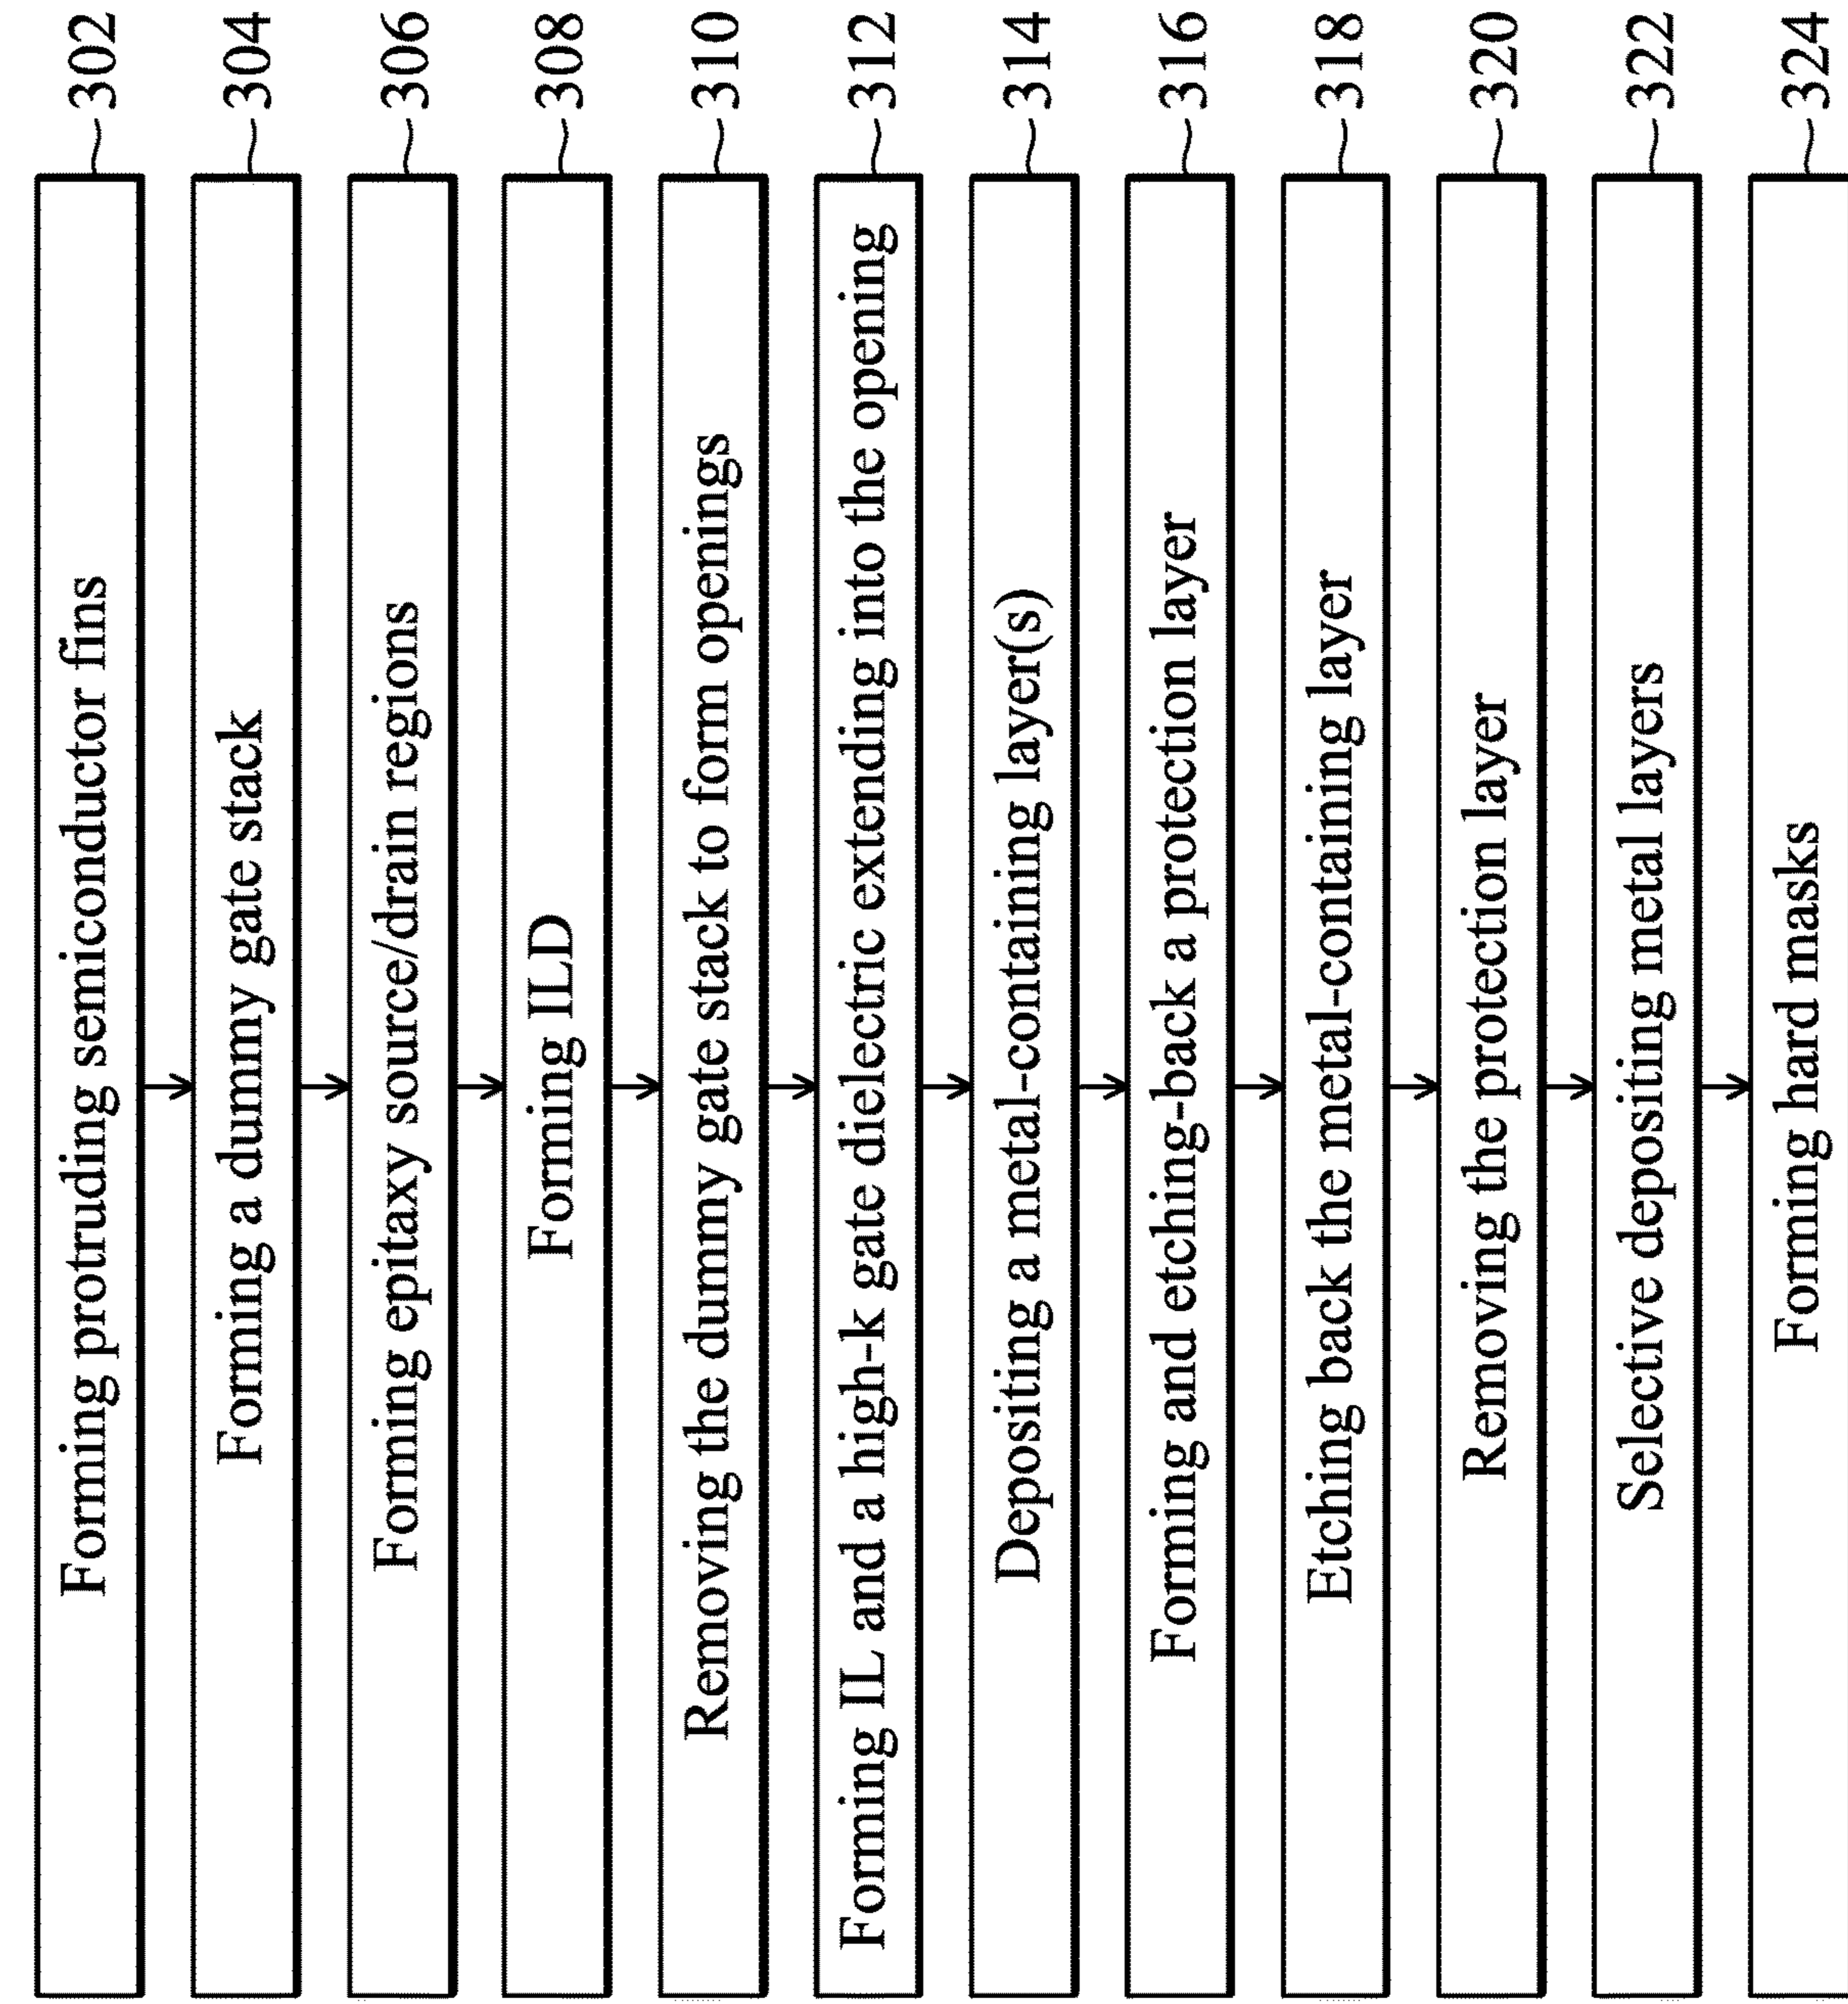 Forming protruding semiconductor fins 302
Forming a dummy gate stack 304
Forming epitaxy source/drain regions 306
Forming ILD 308
Removing the dummy gate stack to form openings 310
Forming IL and a high-k gate dielectric extending into the opening 312
Depositing a metal-containing layer(s) 314
Forming and etching-back a protection layer 316
Etching back the metal-containing layer 318
Removing the protection layer 320
Selective depositing metal layers 322
Forming hard masks 324